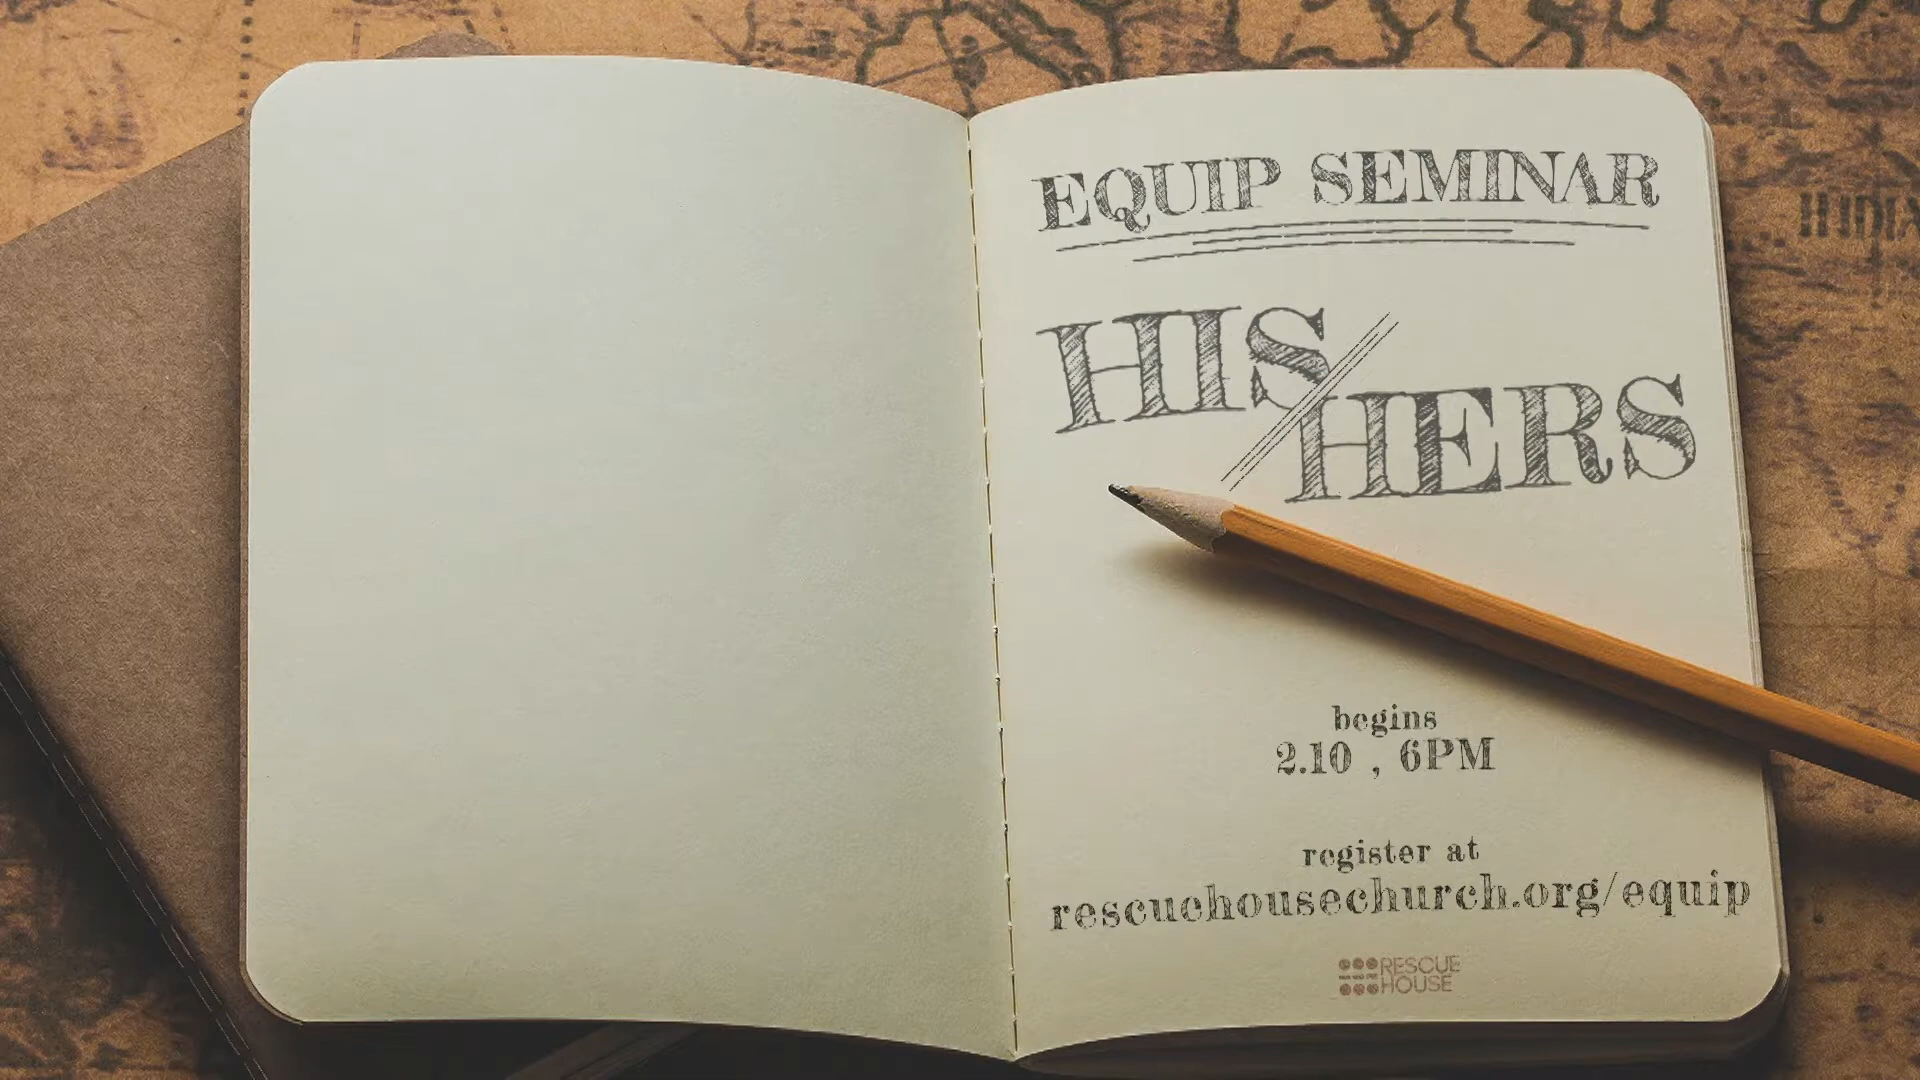 EQUIP SEMINAR
HIS/HERS
begins
2.10 , 6PM
register at
rescuehousechurch.org/equip
RESCUE
HOUSE